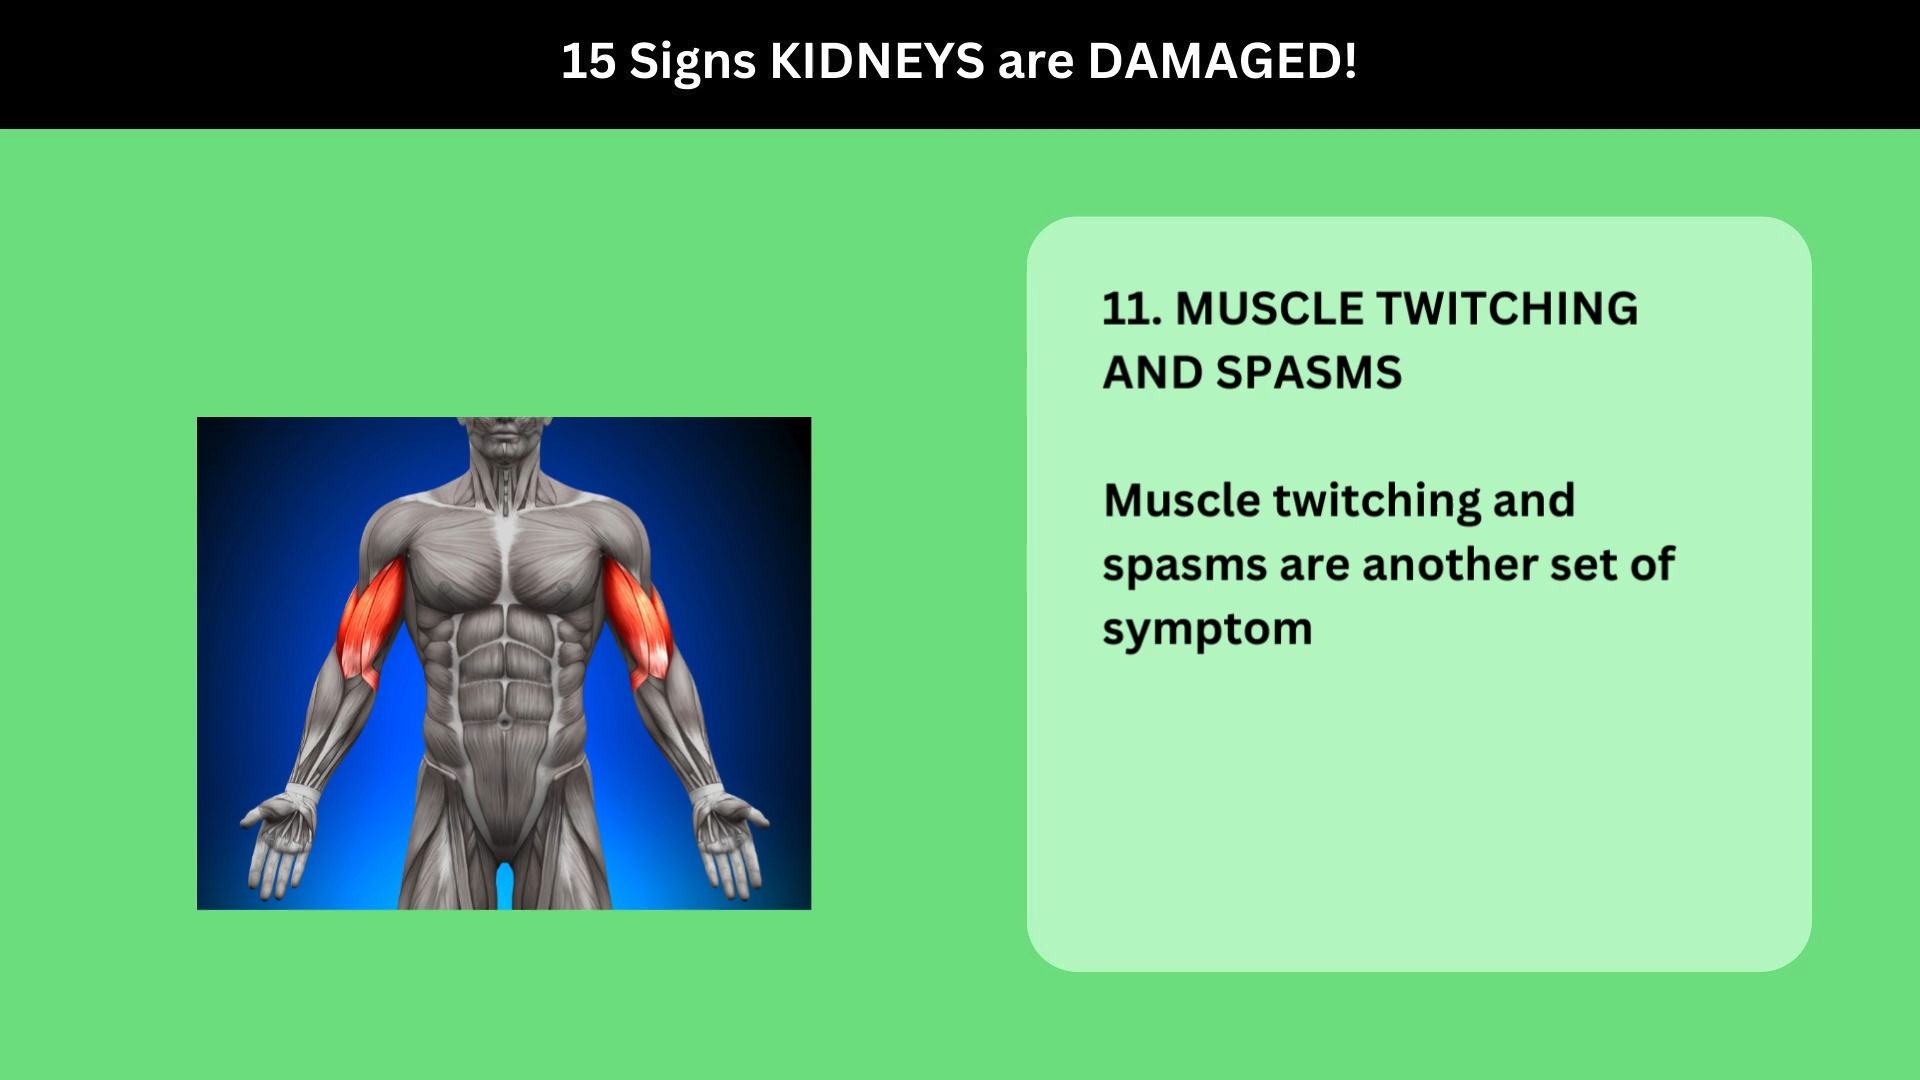 15 Signs KIDNEYS are DAMAGED!
11. MUSCLE TWITCHING
AND SPASMS
Muscle twitching and
spasms are another set of
symptom